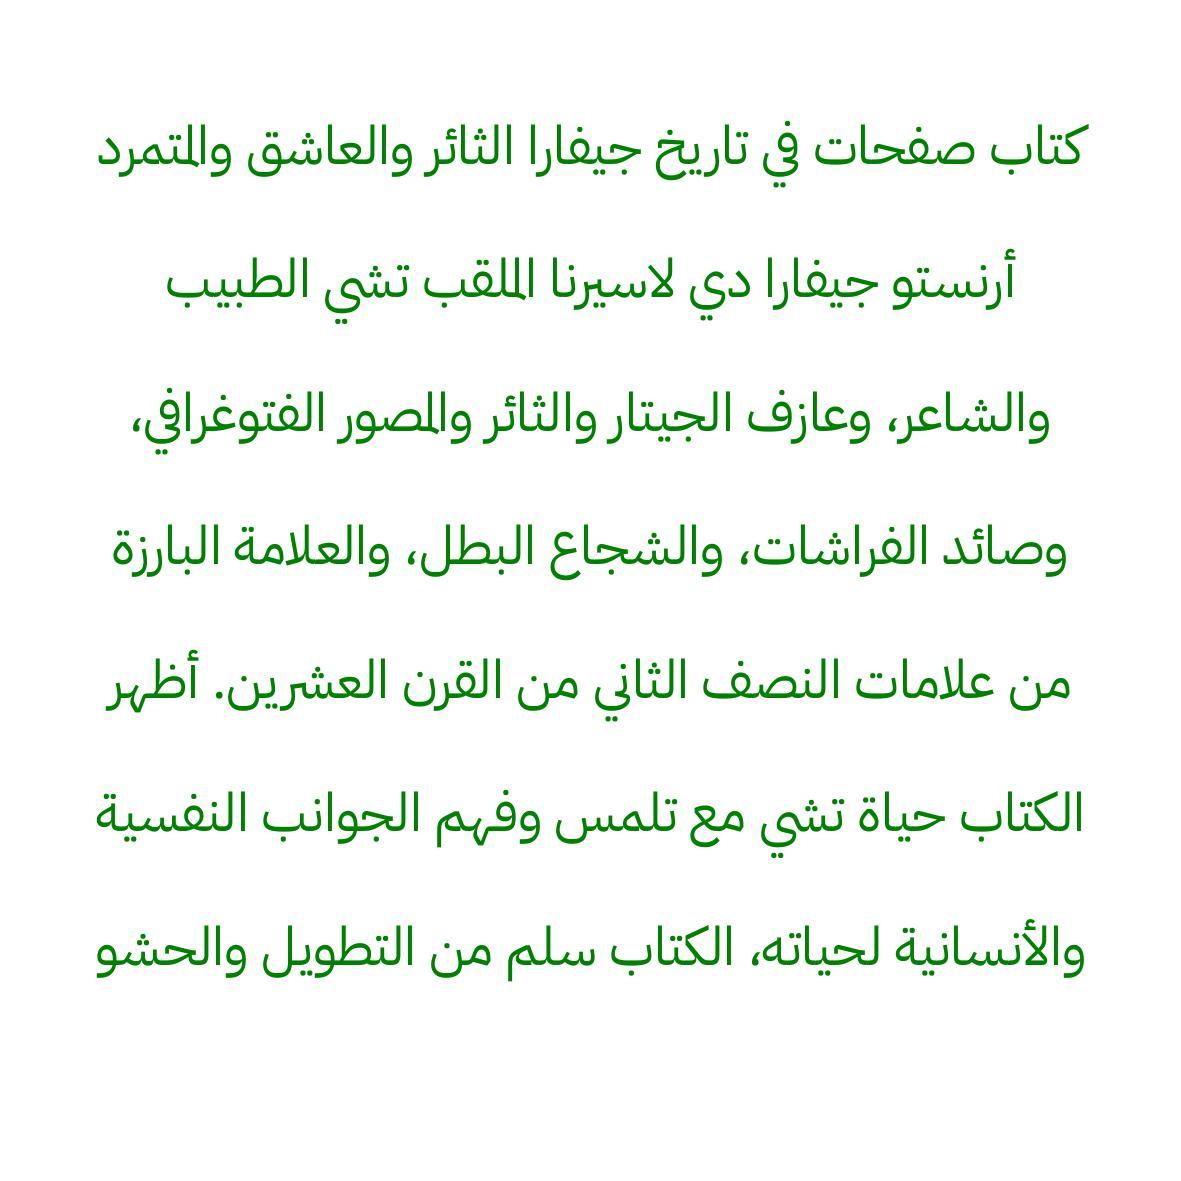 كتاب صفحات في تاريخ جيفارا الثائر والعاشق والمتمرد
أرنستو جيفارا دي لاسيرنا الملقب تشي الطبيب
والشاعر، وعازف الجيتار والثائر والمصور الفتوغرافي،
وصائد الفراشات، والشجاع البطل، والعلامة البارزة
من علامات النصف الثاني من القرن العشرين. أظهر
الكتاب حياة تشي مع تلمس وفهم الجوانب النفسية
والأنسانية لحياته، الكتاب سلم من التطويل والحشو